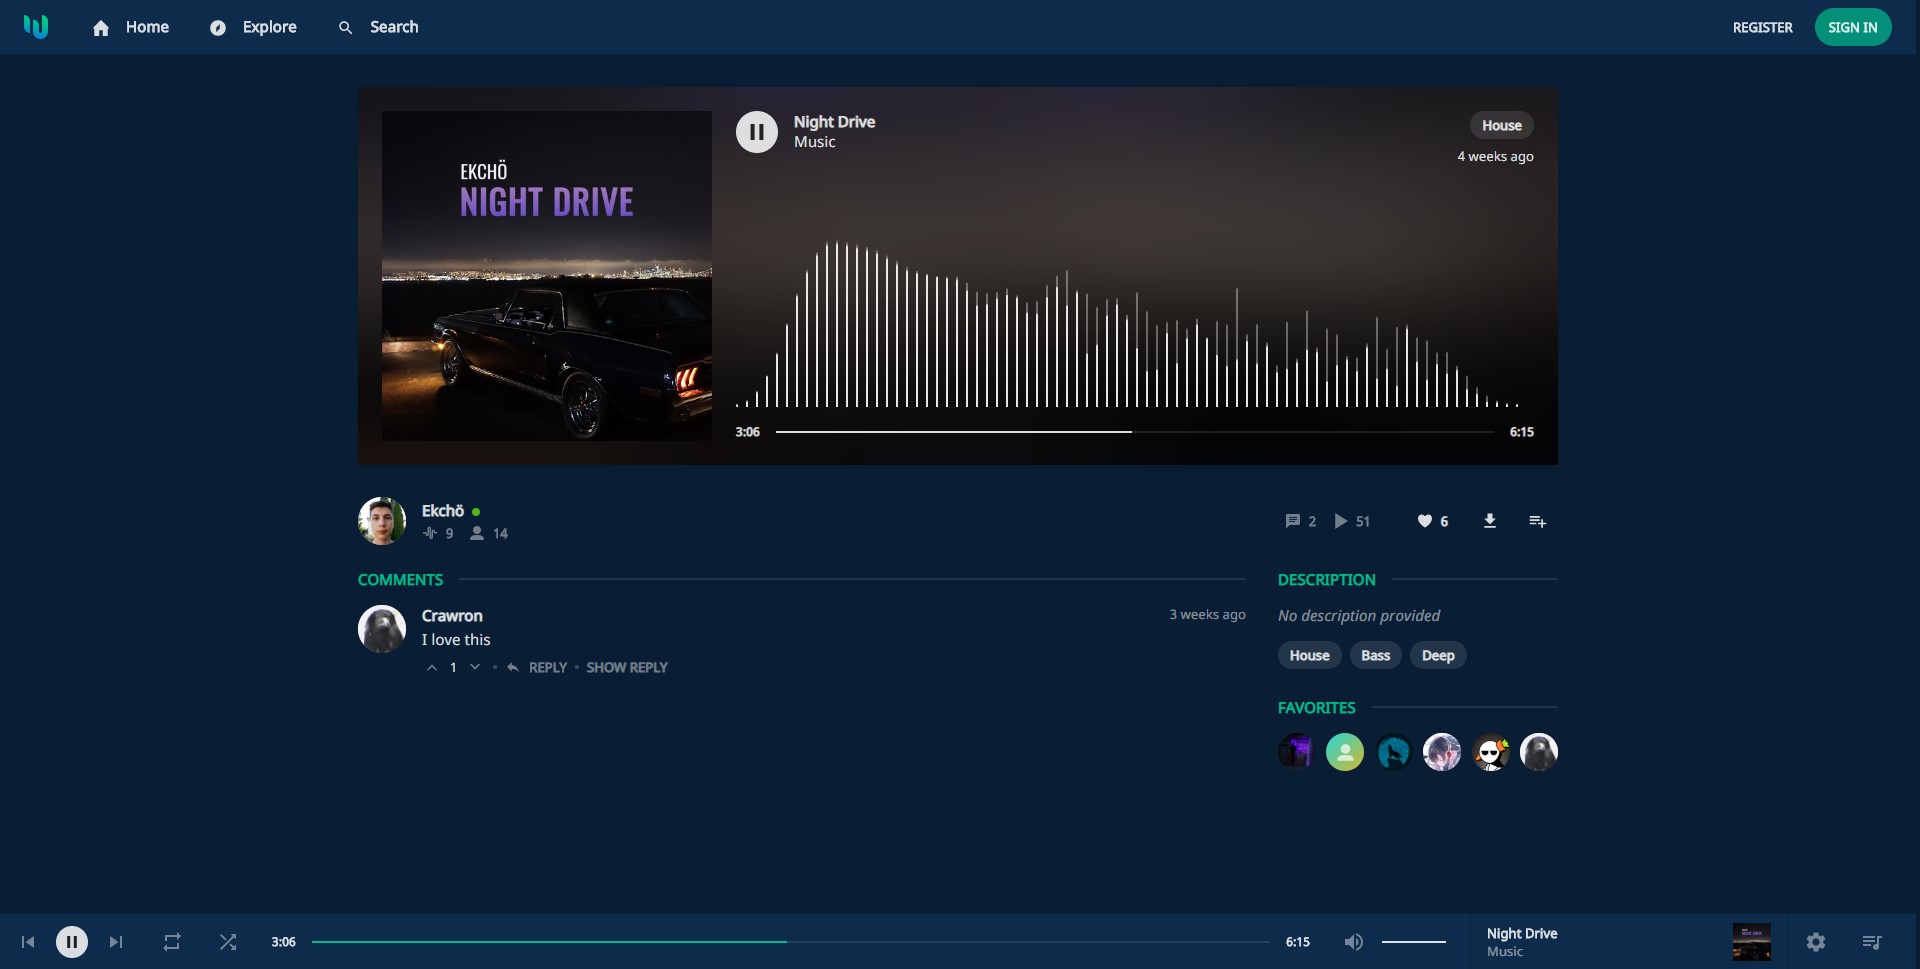 Home
Explore
Search
REGISTER
SIGN IN
EKCHÖ
NIGHT DRIVE
Night Drive
Music
House
4 weeks ago
3:06
6:15
Ekchö
9
14
2
51
6
COMMENTS
Crawron
3 weeks ago
I love this
1
REPLY
SHOW REPLY
DESCRIPTION
No description provided
House
Bass
Deep
FAVORITES
3:06
6:15
Night Drive
Music